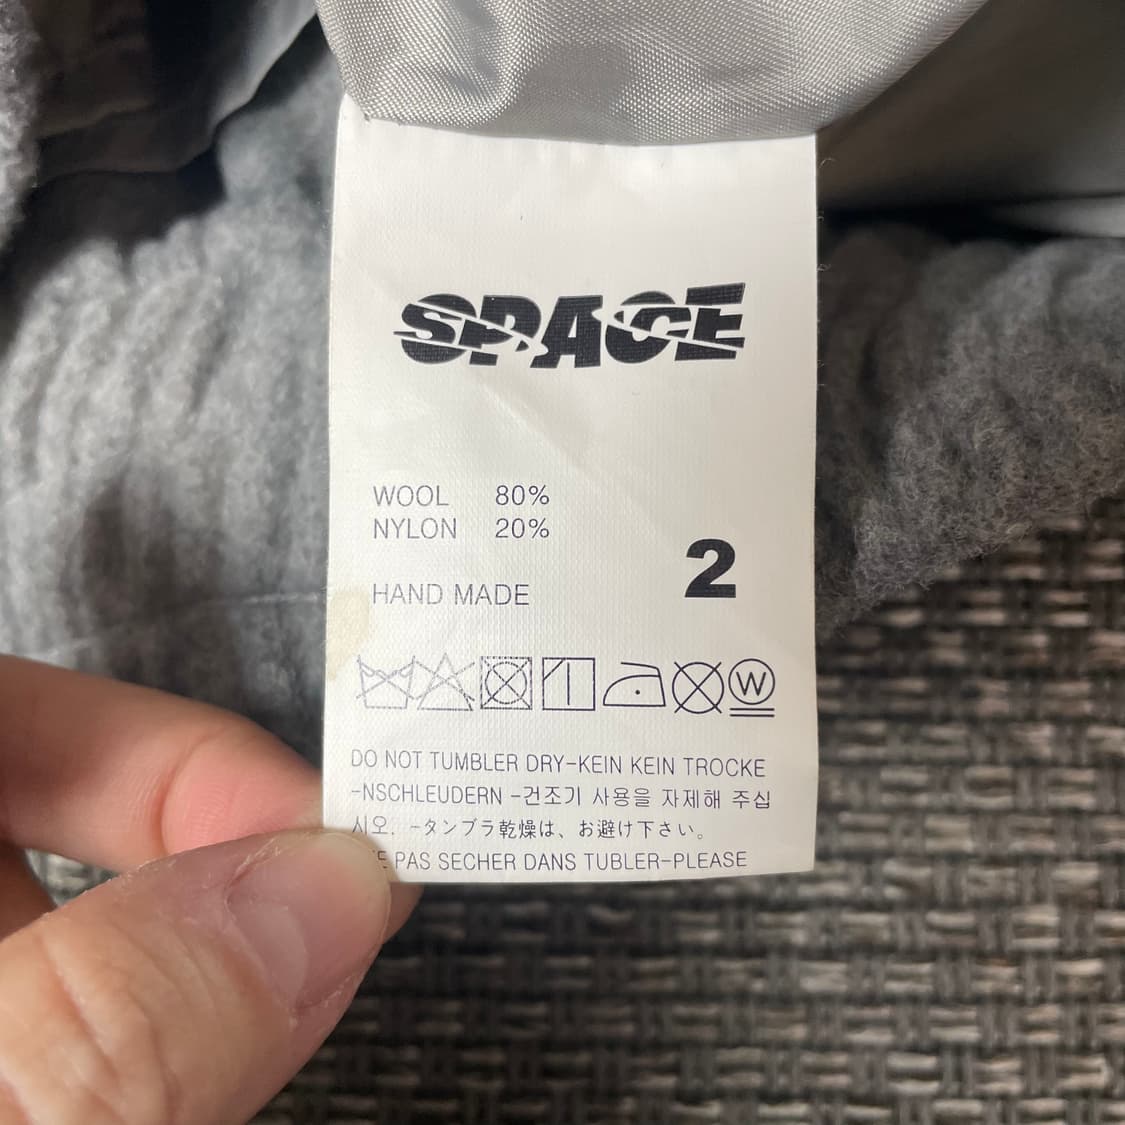 SPACE
WOOL 80%
NYLON 20%
2
HAND MADE
W
DO NOT TUMBLER DRY-KEIN KEIN TROCKE
-NSCHLEUDERN -건조기 사용을 자제해 주십
시오. -タンブラ乾燥は、お避け下さい。
PAS SECHER DANS TUBLER-PLEASE